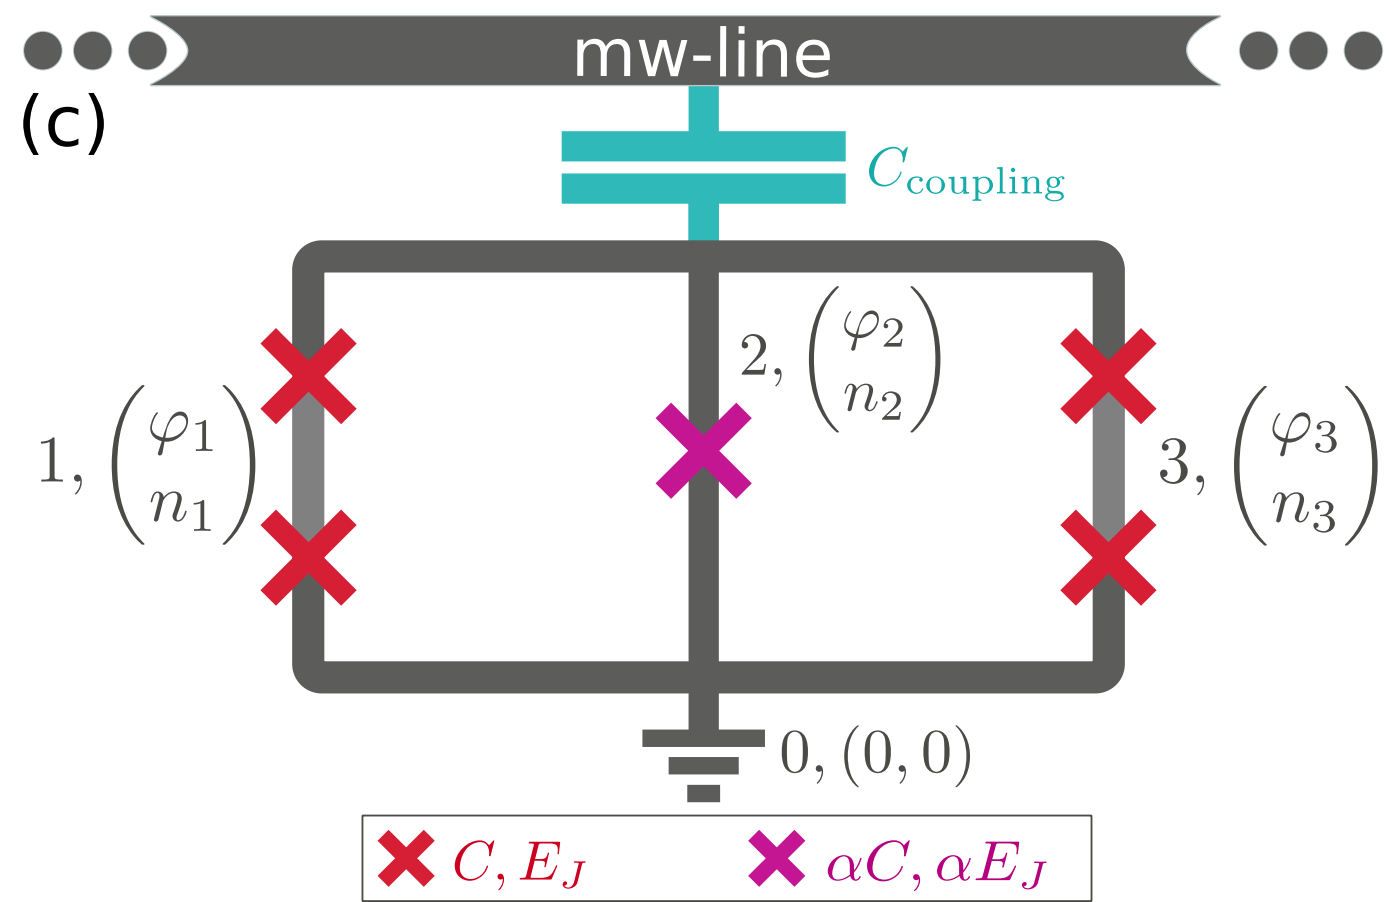 mw-line
(c)
C_coupling
2, (φ₂ n₂)
1, (φ₁ n₁)
3, (φ₃ n₃)
0, (0, 0)
C, E_J
αC, αE_J